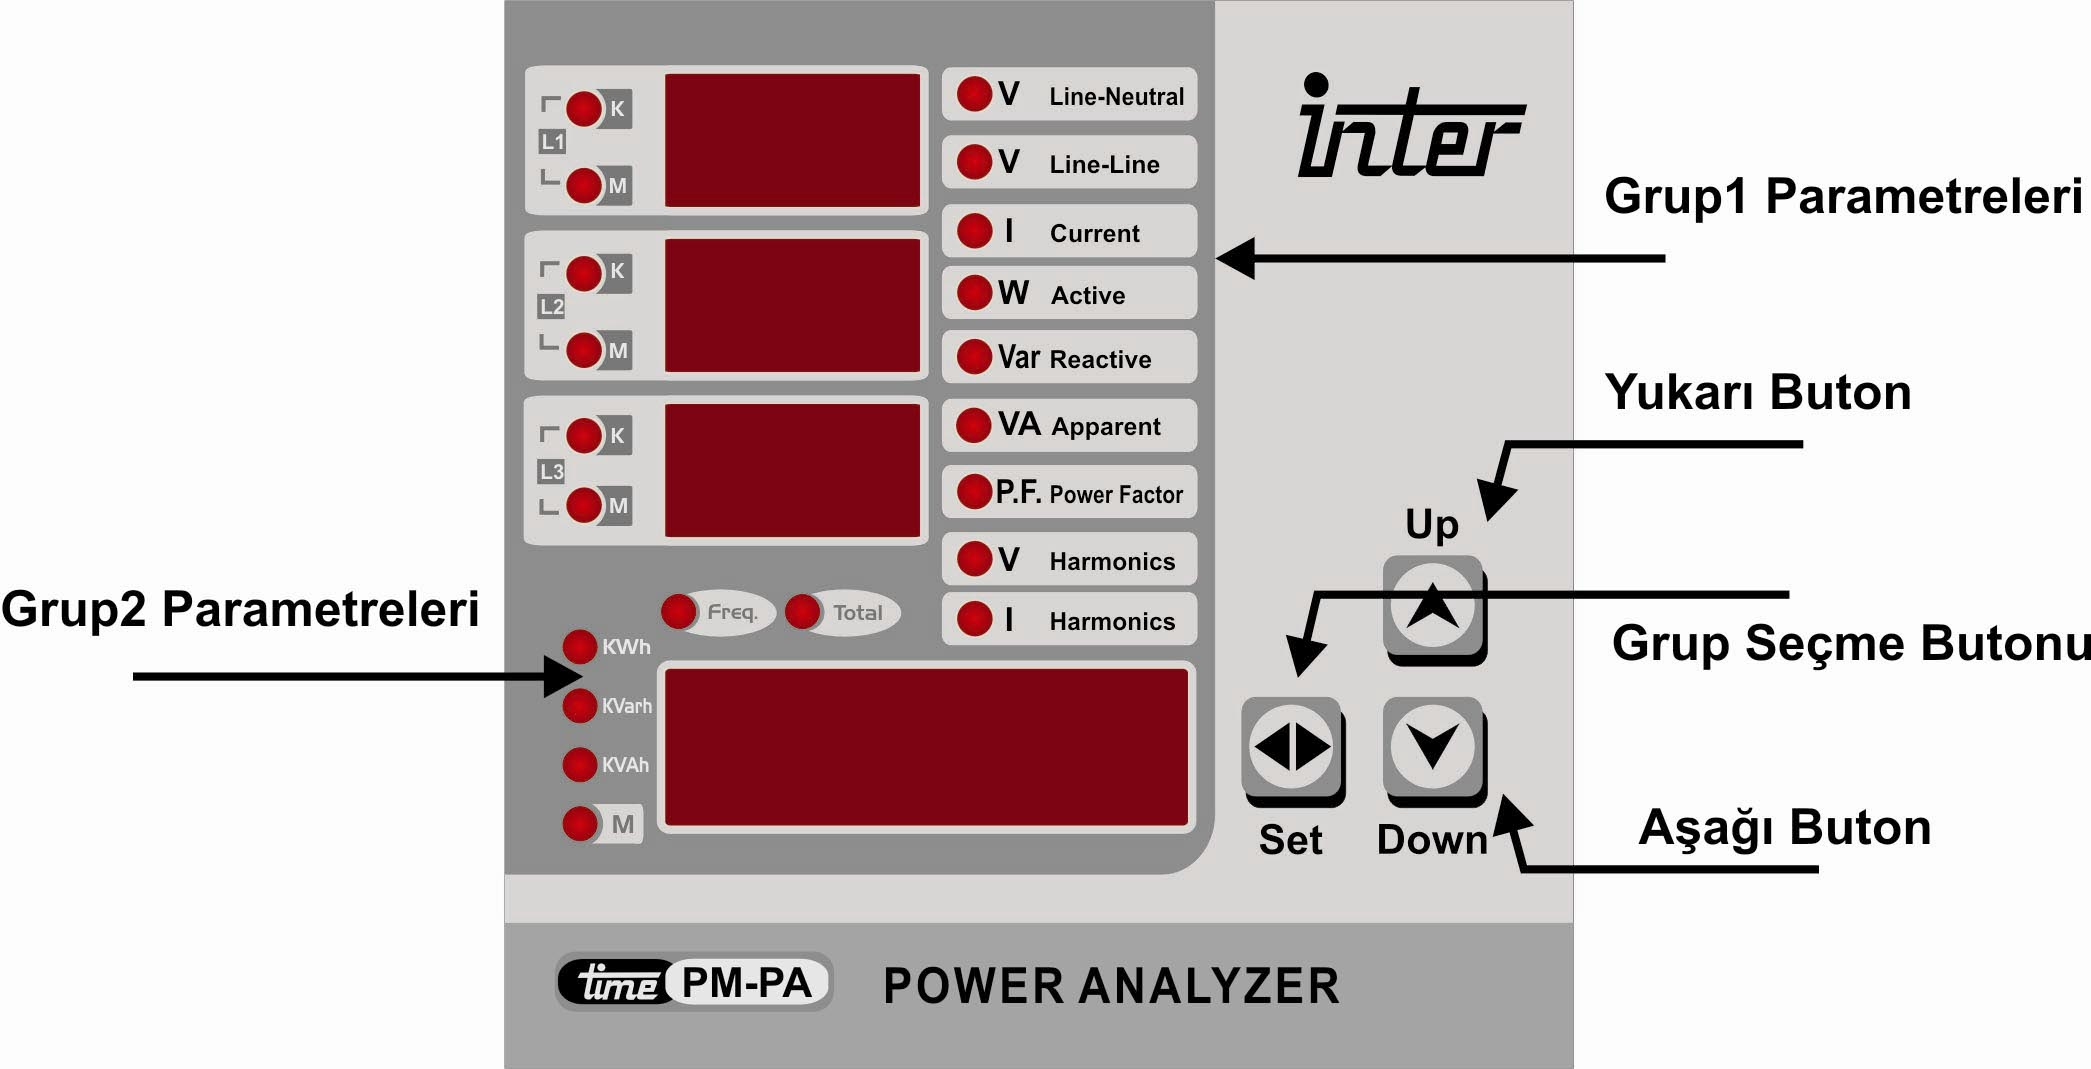 K
L1
M
K
L2
M
K
L3
M
V Line-Neutral
V Line-Line
I Current
W Active
Var Reactive
VA Apparent
P.F. Power Factor
V Harmonics
I Harmonics
inter
Grup1 Parametreleri
Yukarı Buton
Up
Grup Seçme Butonu
Set
Down
Aşağı Buton
Grup2 Parametreleri
Freq.
Total
KWh
KVarh
KVAh
M
time PM-PA
POWER ANALYZER